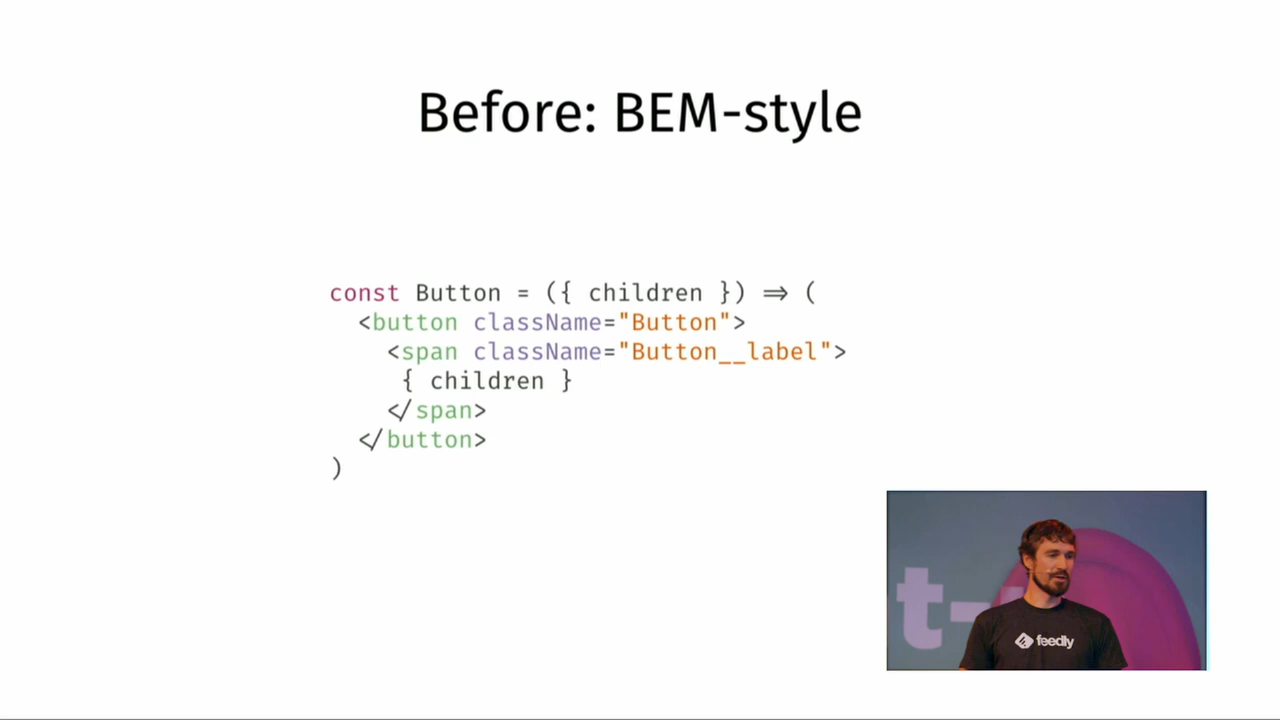 Before: BEM-style
const Button = ({ children }) => (
<button className="Button">
<span className="Button__label">
{ children }
</span>
</button>
)
t-
feedly